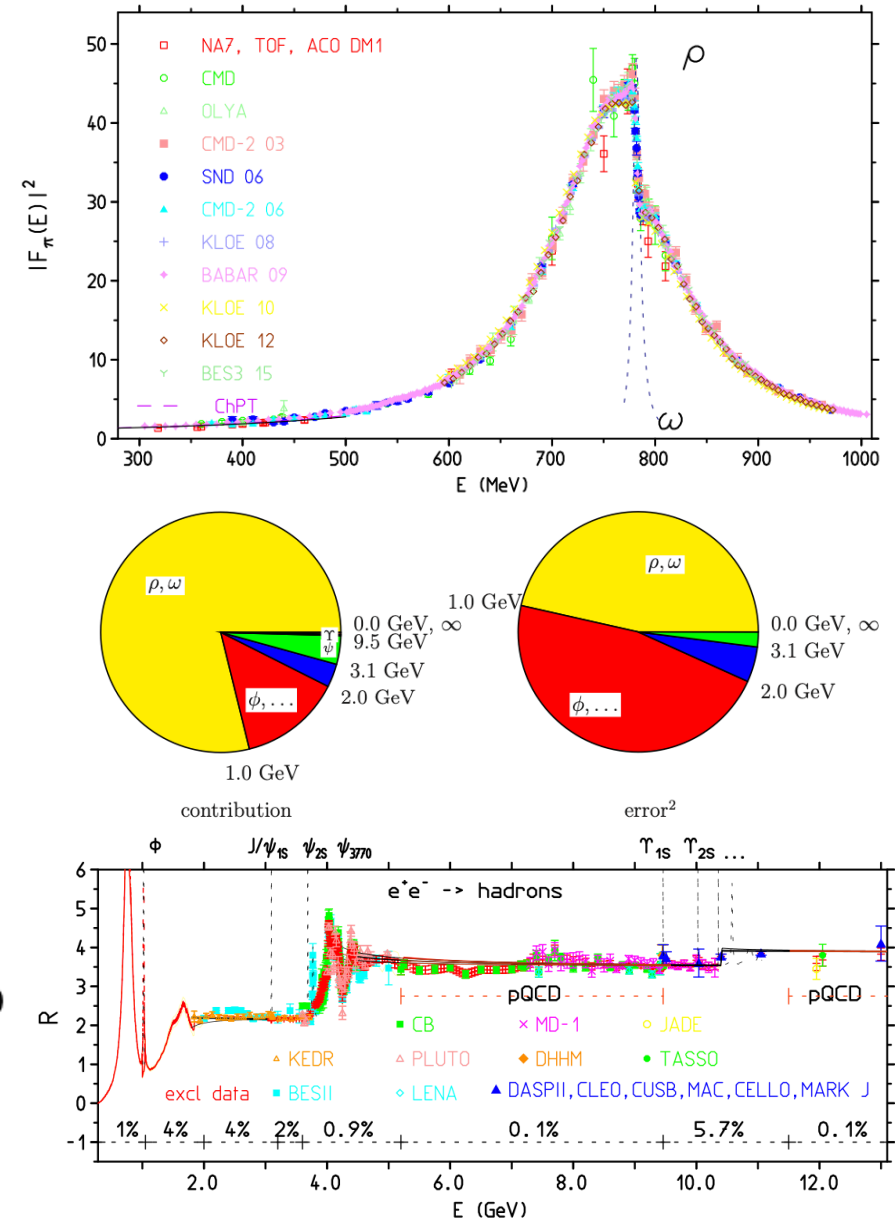 50
40
30
20
10
0
|F_π(E)|²
NA7, TOF, ACO DM1
CMD
OLYA
CMD-2 03
SND 06
CMD-2 06
KLOE 08
BABAR 09
KLOE 10
KLOE 12
BES3 15
ChPT
ρ
ω
300 400 500 600 700 800 900 1000
E (MeV)
ρ, ω
0.0 GeV, ∞
Υ
ψ
9.5 GeV
3.1 GeV
2.0 GeV
ϕ, . . .
1.0 GeV
contribution
ρ, ω
1.0 GeV
0.0 GeV, ∞
3.1 GeV
2.0 GeV
ϕ, . . .
error²
Φ J/ψ₁S ψ₂S ψ₃₇₇₀ Υ₁S Υ₂S ...
6
5
4
3
2
1
0
-1
R
e⁺e⁻ -> hadrons
pQCD pQCD
CB MD-1 JADE
KEDR PLUTO DHHM TASSO
excl data BESII LENA DASPII,CLEO,CUSB,MAC,CELLO,MARK J
1% 4% 4% 2% 0.9% 0.1% 5.7% 0.1%
2.0 4.0 6.0 8.0 10.0 12.0
E (GeV)